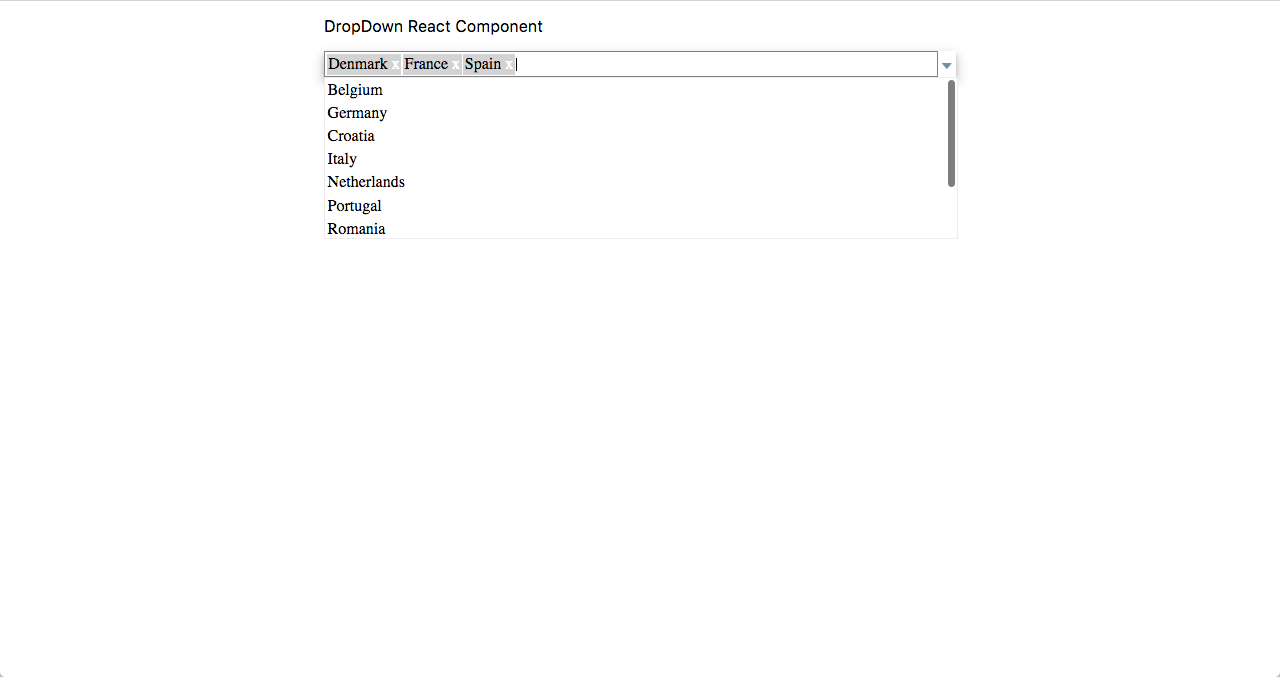 DropDown React Component
Denmark x France x Spain x
Belgium
Germany
Croatia
Italy
Netherlands
Portugal
Romania